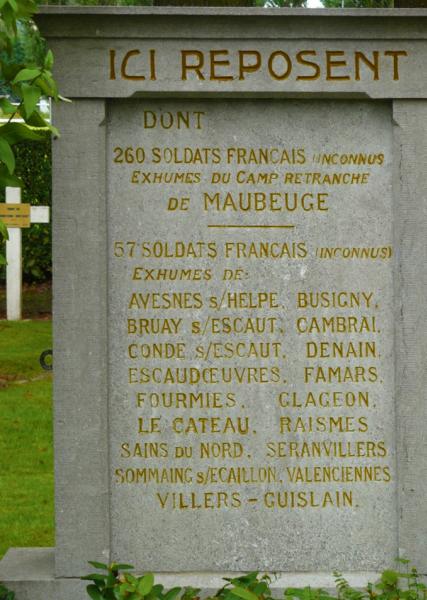 ICI REPOSENT
DONT
260 SOLDATS FRANCAIS (INCONNUS
EXHUMES DU CAMP RETRANCHE
DE MAUBEUGE
57 SOLDATS FRANCAIS (INCONNUS)
EXHUMES DE:
AVESNES S/HELPE, BUSIGNY,
BRUAY S/ESCAUT, CAMBRAI,
CONDE S/ESCAUT, DENAIN,
ESCAUDŒUVRES, FAMARS,
FOURMIES, GLAGEON,
LE CATEAU, RAISMES
SAINS DU NORD, SERANVILLERS
SOMMAING S/ECAILLON, VALENCIENNES
VILLERS-GUISLAIN.